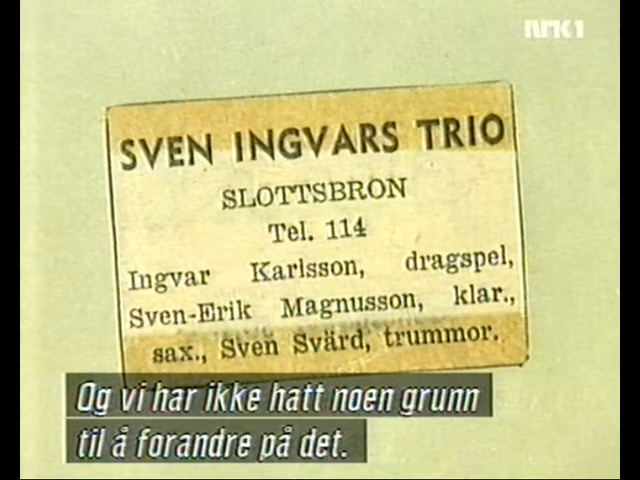 NRK1
SVEN INGVARS TRIO
SLOTTSBRON
Tel. 114
Ingvar Karlsson, dragspel,
Sven-Erik Magnusson, klar.,
sax., Sven Svärd, trummor.
Og vi har ikke hatt noen grunn
til å forandre på det.